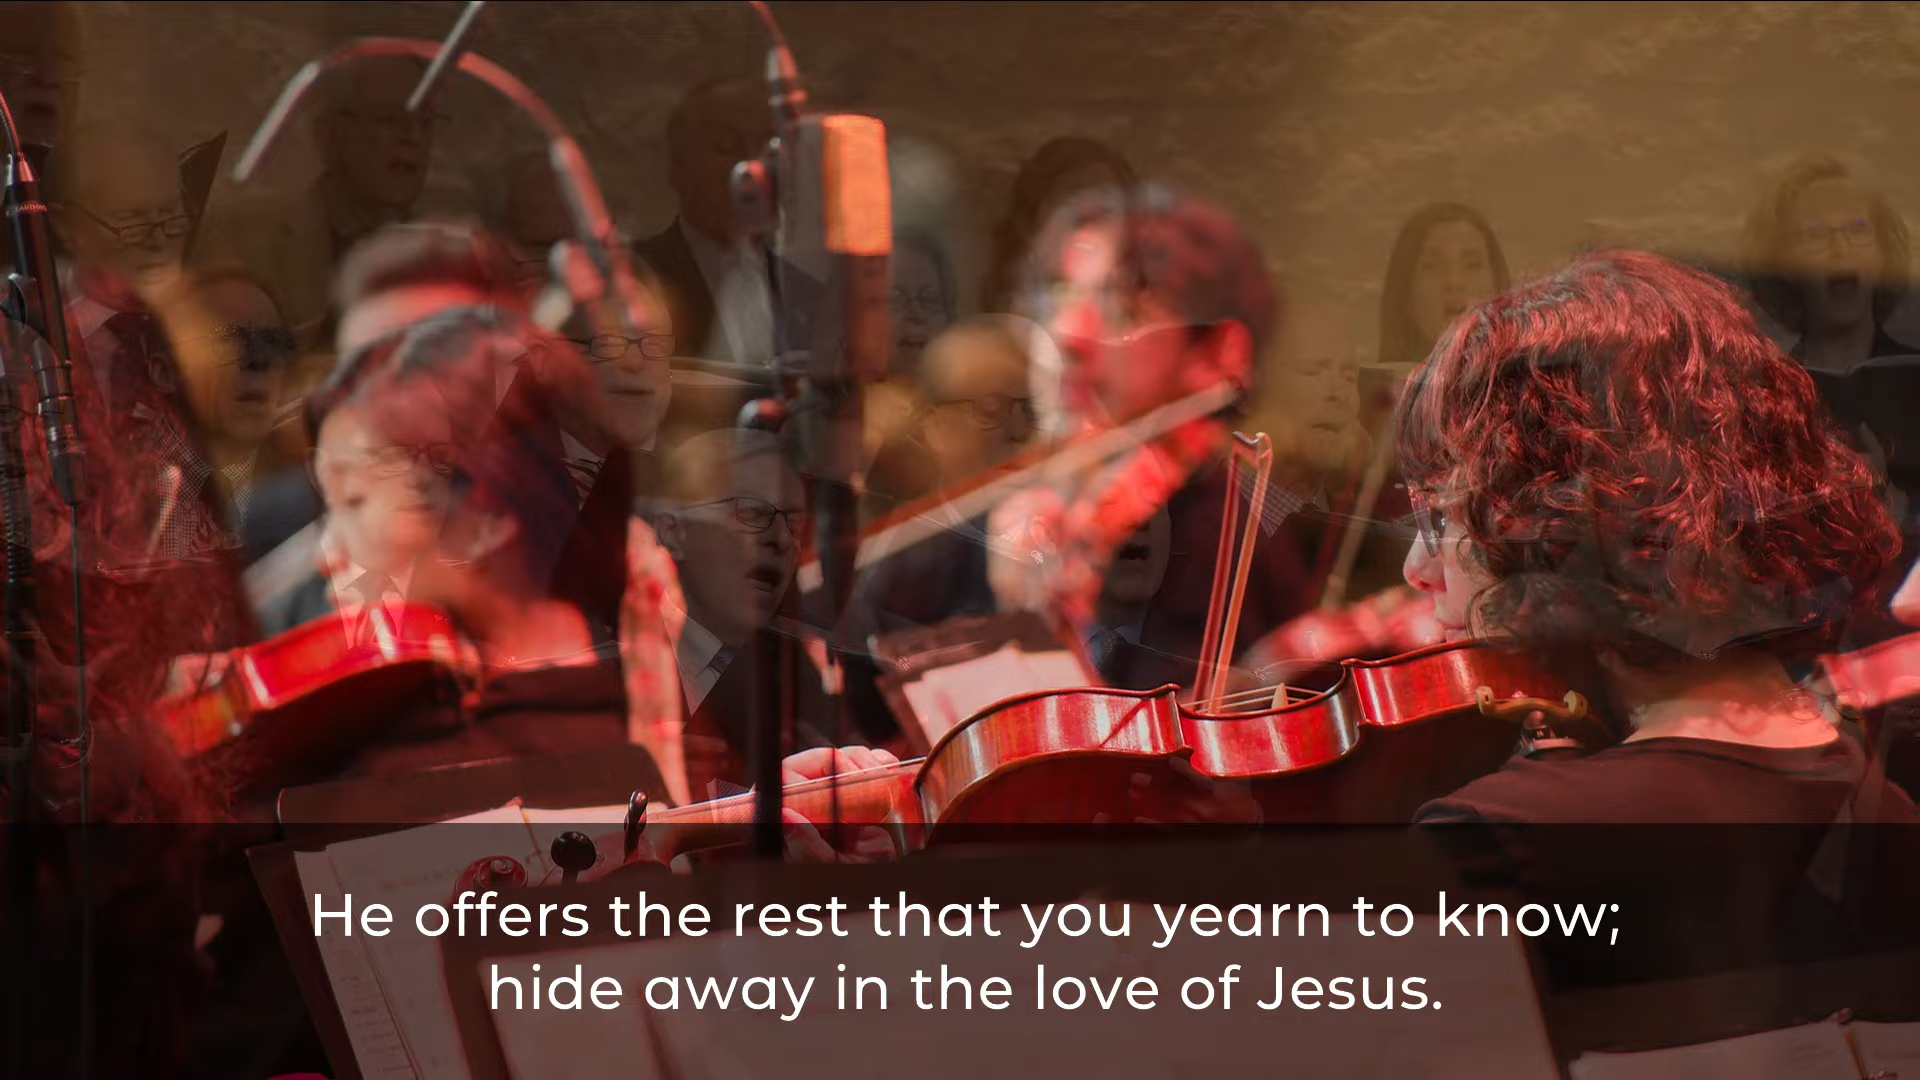 He offers the rest that you yearn to know;
hide away in the love of Jesus.